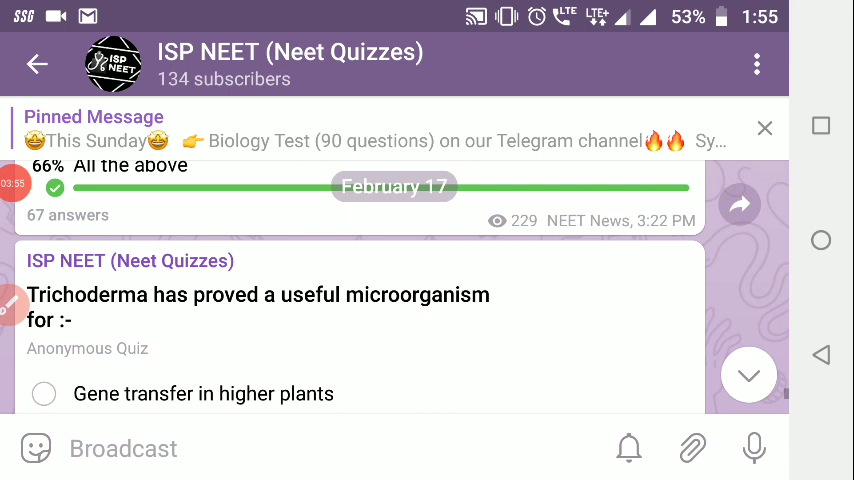 SSG LTE LTE+ 53% 1:55
ISP NEET
ISP NEET (Neet Quizzes)
134 subscribers
Pinned Message
🤩This Sunday🤩 👉Biology Test (90 questions) on our Telegram channel🔥🔥 Sy...
66% All the above
03:55
February 17
67 answers
229 NEET News, 3:22 PM
ISP NEET (Neet Quizzes)
Trichoderma has proved a useful microorganism
for :-
Anonymous Quiz
Gene transfer in higher plants
Broadcast